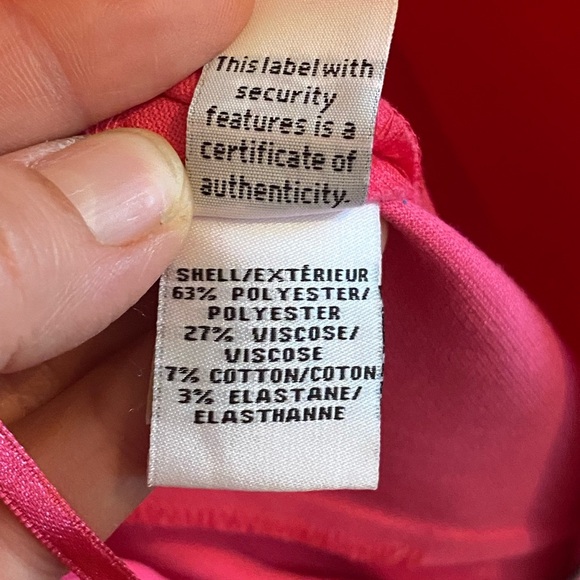 This label with
security
features is a
certificate of
authenticity.
SHELL/EXTÉRIEUR
63% POLYESTER/
POLYESTER
27% VISCOSE/
VISCOSE
7% COTTON/COTON
3% ELASTANE/
ELASTHANNE